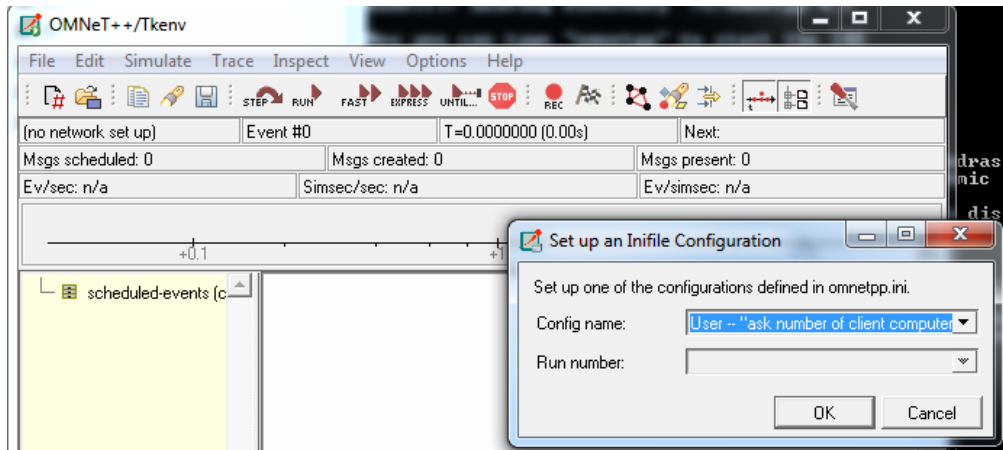 OMNeT++/Tkenv
File Edit Simulate Trace Inspect View Options Help
STEP RUN FAST EXPRESS UNTIL... STOP REC
(no network set up) Event #0 T=0.0000000 (0.00s) Next:
Msgs scheduled: 0 Msgs created: 0 Msgs present: 0
Ev/sec: n/a Simsec/sec: n/a Ev/simsec: n/a
+0.1 +1
scheduled-events (c
Set up an Inifile Configuration
Set up one of the configurations defined in omnetpp.ini.
Config name: User -- "ask number of client computer
Run number:
OK Cancel
dras
mic
dis